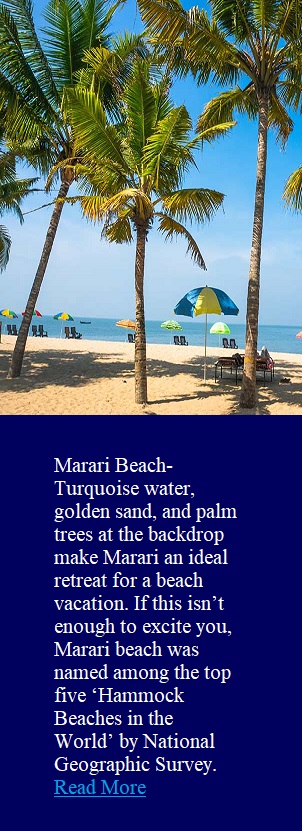 Marari Beach-
Turquoise water,
golden sand, and palm
trees at the backdrop
make Marari an ideal
retreat for a beach
vacation. If this isn’t
enough to excite you,
Marari beach was
named among the top
five ‘Hammock
Beaches in the
World’ by National
Geographic Survey.
Read More